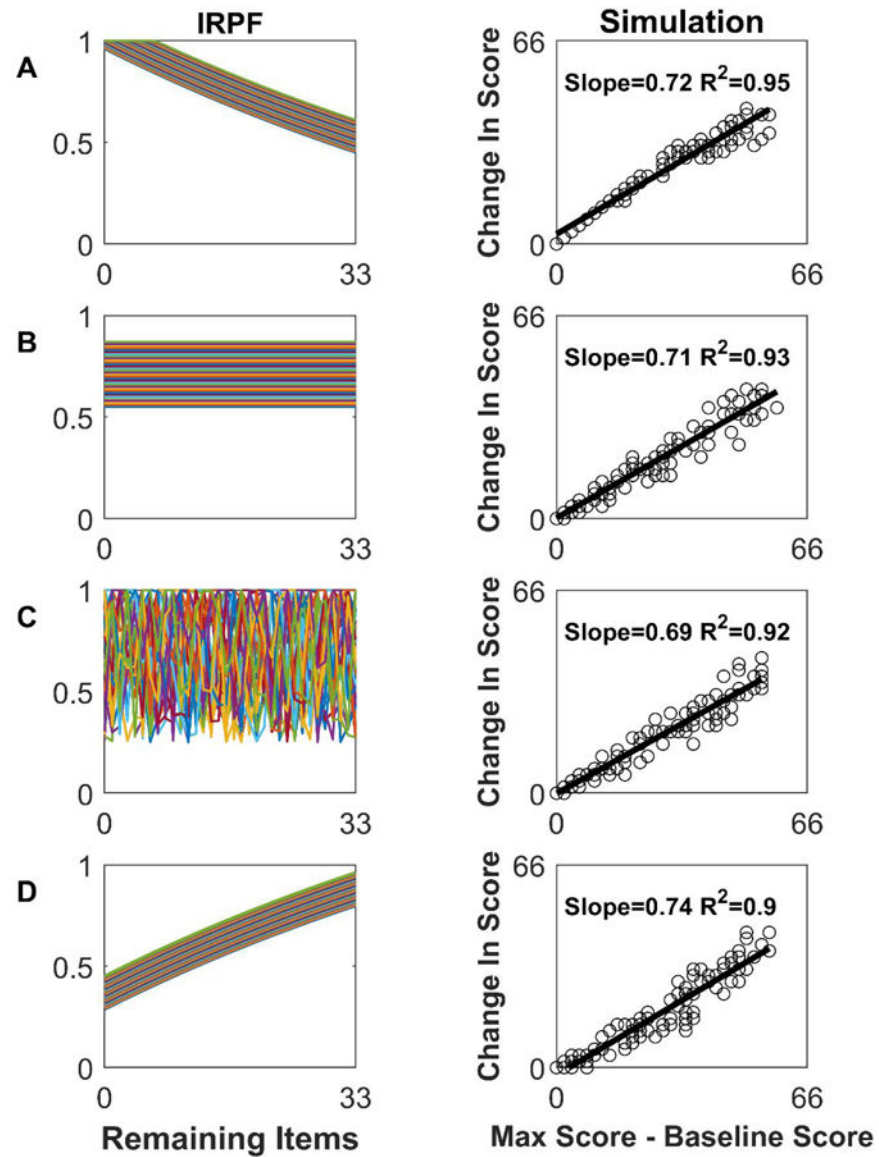 IRPF
Simulation
A
1
0.5
0
0
33
Change In Score
66
0
0
66
Slope=0.72 R²=0.95
B
1
0.5
0
0
33
Change In Score
66
0
0
66
Slope=0.71 R²=0.93
C
1
0.5
0
0
33
Change In Score
66
0
0
66
Slope=0.69 R²=0.92
D
1
0.5
0
0
33
Change In Score
66
0
0
66
Slope=0.74 R²=0.9
Remaining Items
Max Score - Baseline Score